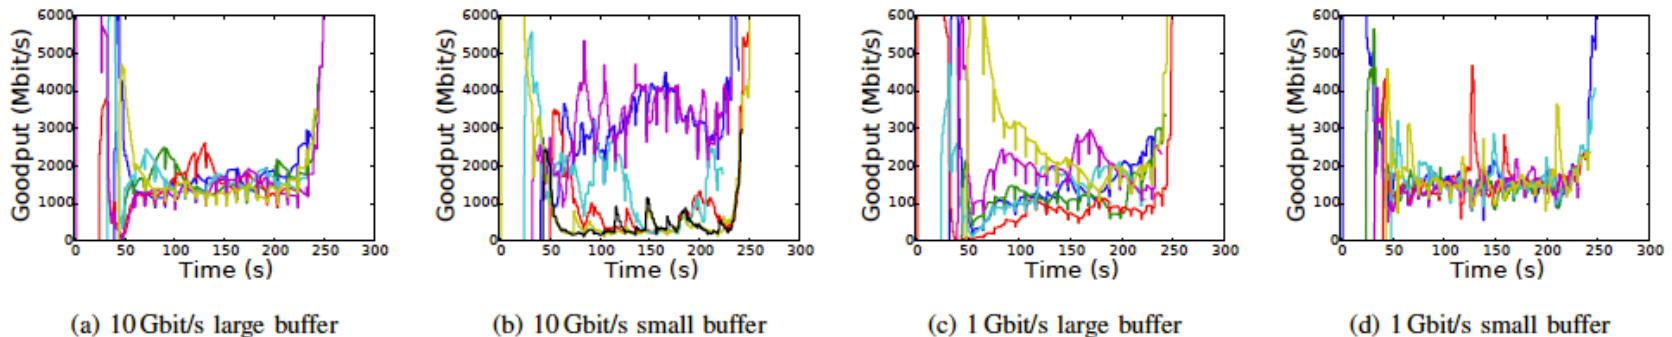 Goodput (Mbit/s)
6000
5000
4000
3000
2000
1000
0
0 50 100 150 200 250 300
Time (s)
(a) 10 Gbit/s large buffer
Goodput (Mbit/s)
6000
5000
4000
3000
2000
1000
0
0 50 100 150 200 250 300
Time (s)
(b) 10 Gbit/s small buffer
Goodput (Mbit/s)
600
500
400
300
200
100
0
0 50 100 150 200 250 300
Time (s)
(c) 1 Gbit/s large buffer
Goodput (Mbit/s)
600
500
400
300
200
100
0
0 50 100 150 200 250 300
Time (s)
(d) 1 Gbit/s small buffer